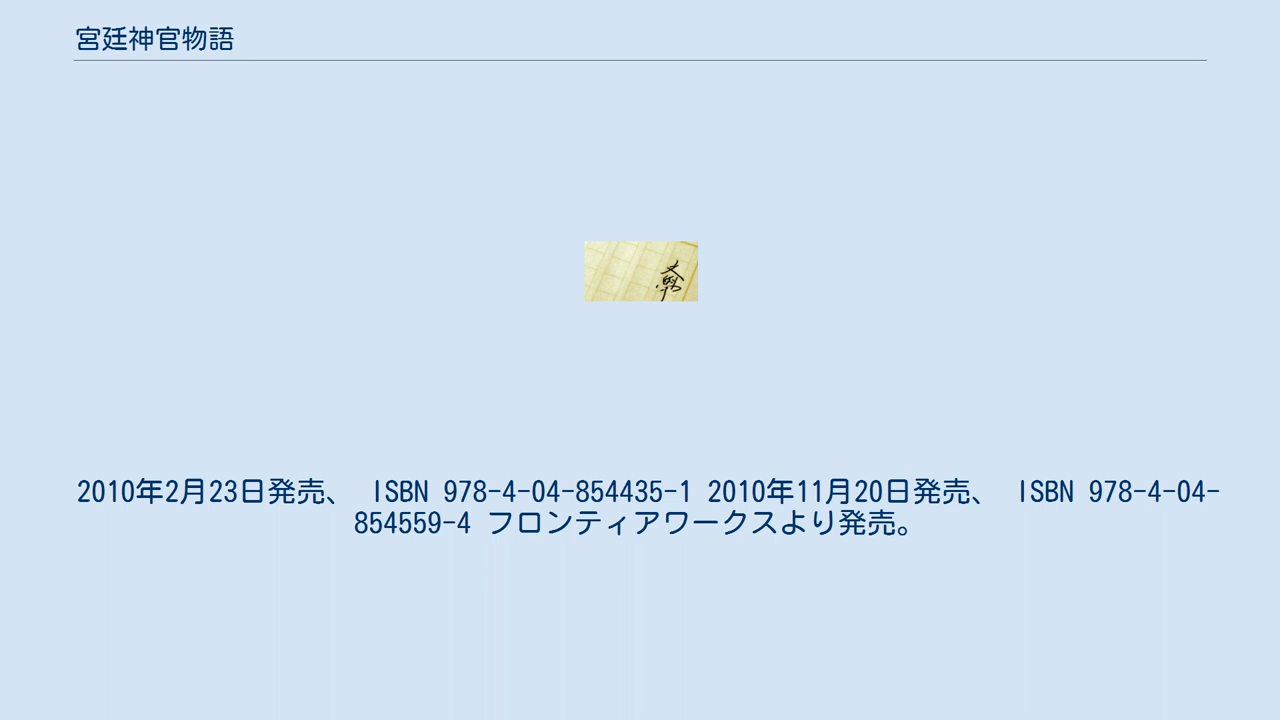 宮廷神官物語
2010年2月23日発売、 ISBN 978-4-04-854435-1 2010年11月20日発売、 ISBN 978-4-04-
854559-4 フロンティアワークスより発売。